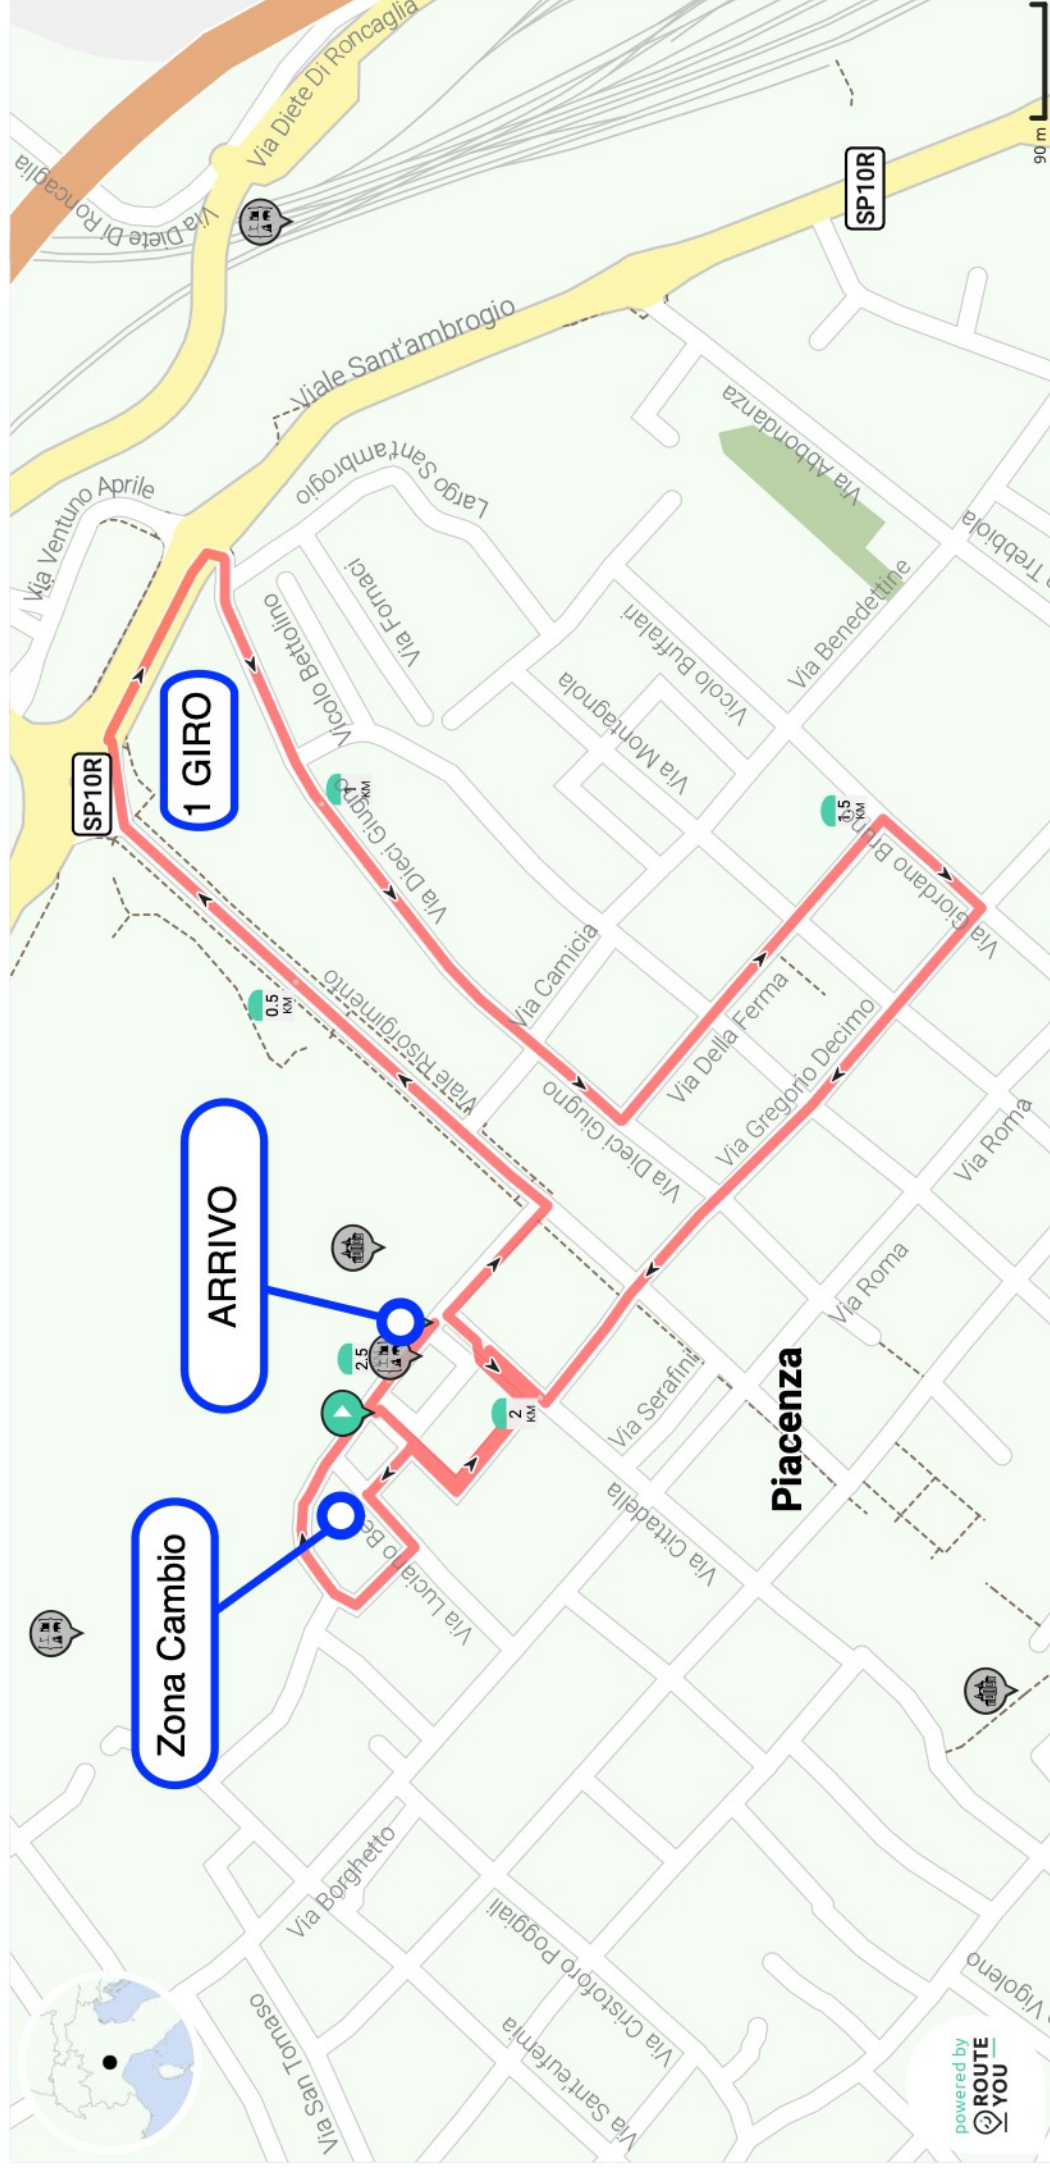 Via Ventuno Aprile
Via Diete Di Roncaglia
Via Diete Di Roncaglia
SP10R
1 GIRO
Viale Sant'ambrogio
Largo Sant'ambrogio
Vicolo Bettolino
Via Fornaci
SP10R
90 m
ARRIVO
0.5
KM
Viale Risorgimento
1
KM
Via Dieci Giugno
Via Camicia
Via Montagnola
Vicolo Buffalari
Via Abbondanza
Via Benedettine
Via Trebbiola
1.5
KM
Via Giordano Bruno
Via Dieci Giugno
Via Della Ferma
Via Gregorio Decimo
Via Roma
Via Roma
Zona Cambio
2.5
2
KM
Via Luciano Be
Via Cittadella
Via Serafini
Piacenza
Via Borghetto
Via San Tomaso
Via Cristoforo Poggiali
Via Sant'eufemia
Vigoleno
powered by
ROUTE
YOU